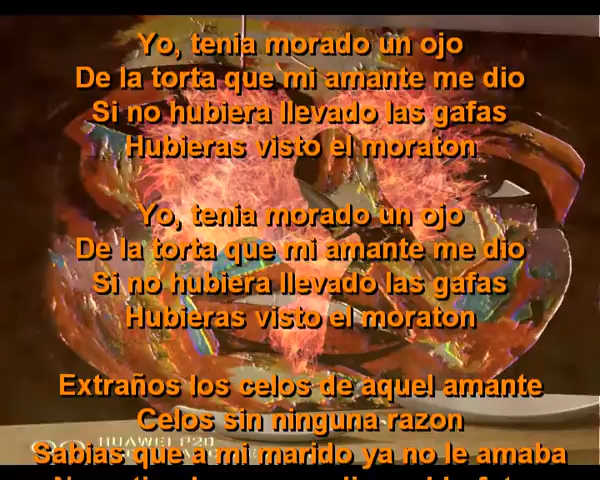 Yo, tenia morado un ojo
De la torta que mi amante me dio
Si no hubiera llevado las gafas
Hubieras visto el moraton
Yo, tenia morado un ojo
De la torta que mi amante me dio
Si no hubiera llevado las gafas
Hubieras visto el moraton
Extraños los celos de aquel amante
Celos sin ninguna razon
HUAWEI P20
Sabias que a mi marido ya no le amaba